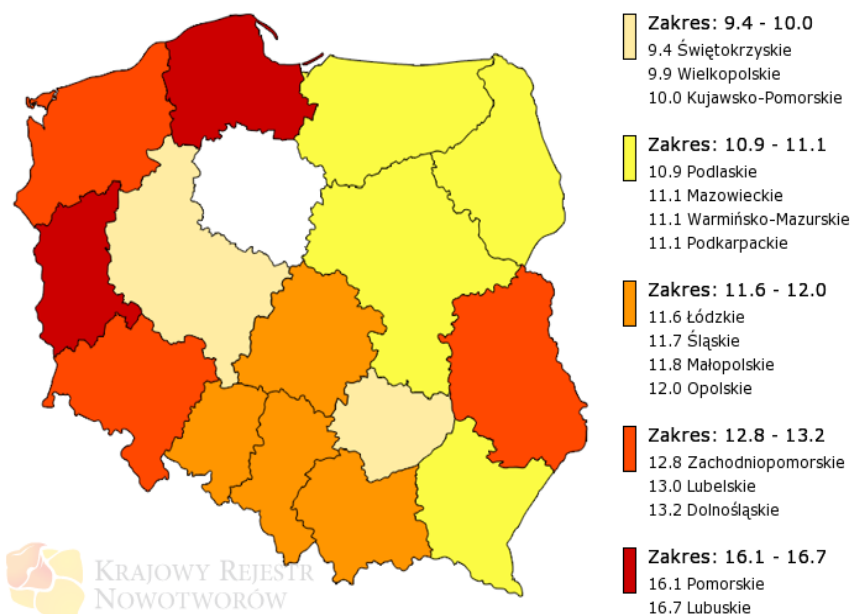 Zakres: 9.4 - 10.0
9.4 Świętokrzyskie
9.9 Wielkopolskie
10.0 Kujawsko-Pomorskie
Zakres: 10.9 - 11.1
10.9 Podlaskie
11.1 Mazowieckie
11.1 Warmińsko-Mazurskie
11.1 Podkarpackie
Zakres: 11.6 - 12.0
11.6 Łódzkie
11.7 Śląskie
11.8 Małopolskie
12.0 Opolskie
Zakres: 12.8 - 13.2
12.8 Zachodniopomorskie
13.0 Lubelskie
13.2 Dolnośląskie
Zakres: 16.1 - 16.7
16.1 Pomorskie
16.7 Lubuskie
KRAJOWY REJESTR
NOWOTWORÓW